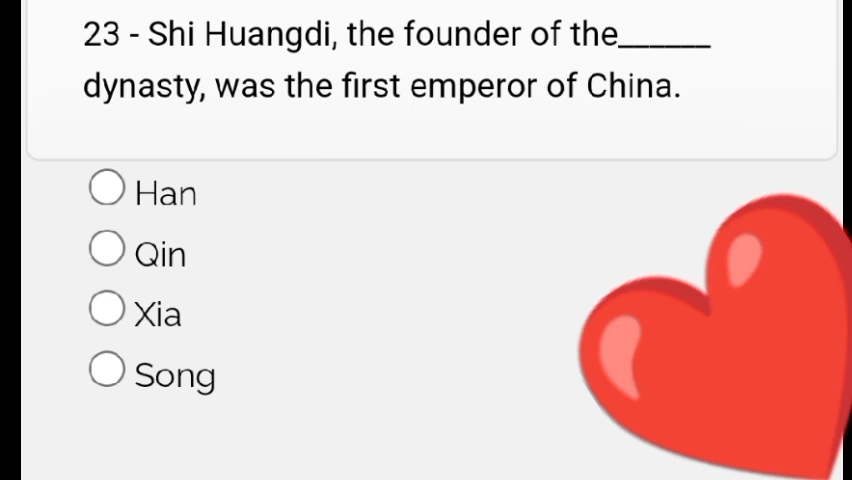 23 - Shi Huangdi, the founder of the______
dynasty, was the first emperor of China.
Han
Qin
Xia
Song